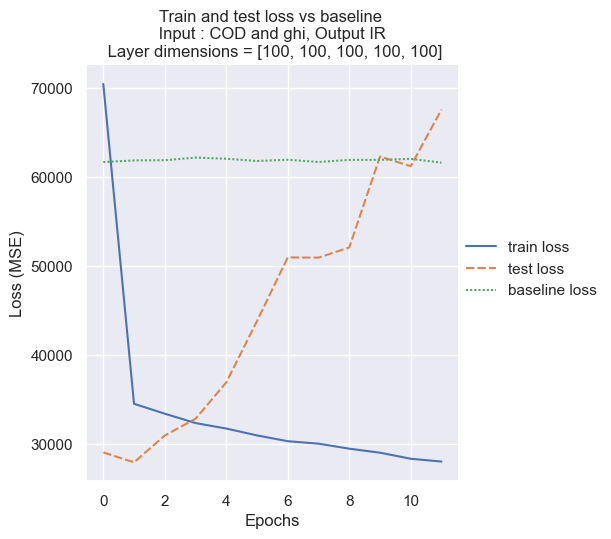 Train and test loss vs baseline
Input : COD and ghi, Output IR
Layer dimensions = [100, 100, 100, 100, 100]
70000
60000
50000
40000
30000
Loss (MSE)
0 2 4 6 8 10
Epochs
train loss
test loss
baseline loss